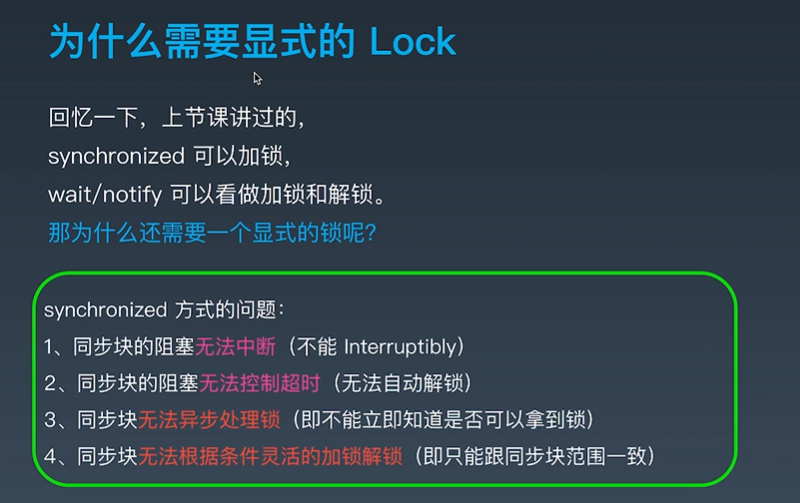 为什么需要显式的 Lock
回忆一下，上节课讲过的，
synchronized 可以加锁，
wait/notify 可以看做加锁和解锁。
那为什么还需要一个显式的锁呢？
synchronized 方式的问题：
1、同步块的阻塞无法中断（不能 Interruptibly）
2、同步块的阻塞无法控制超时（无法自动解锁）
3、同步块无法异步处理锁（即不能立即知道是否可以拿到锁）
4、同步块无法根据条件灵活的加锁解锁（即只能跟同步块范围一致）